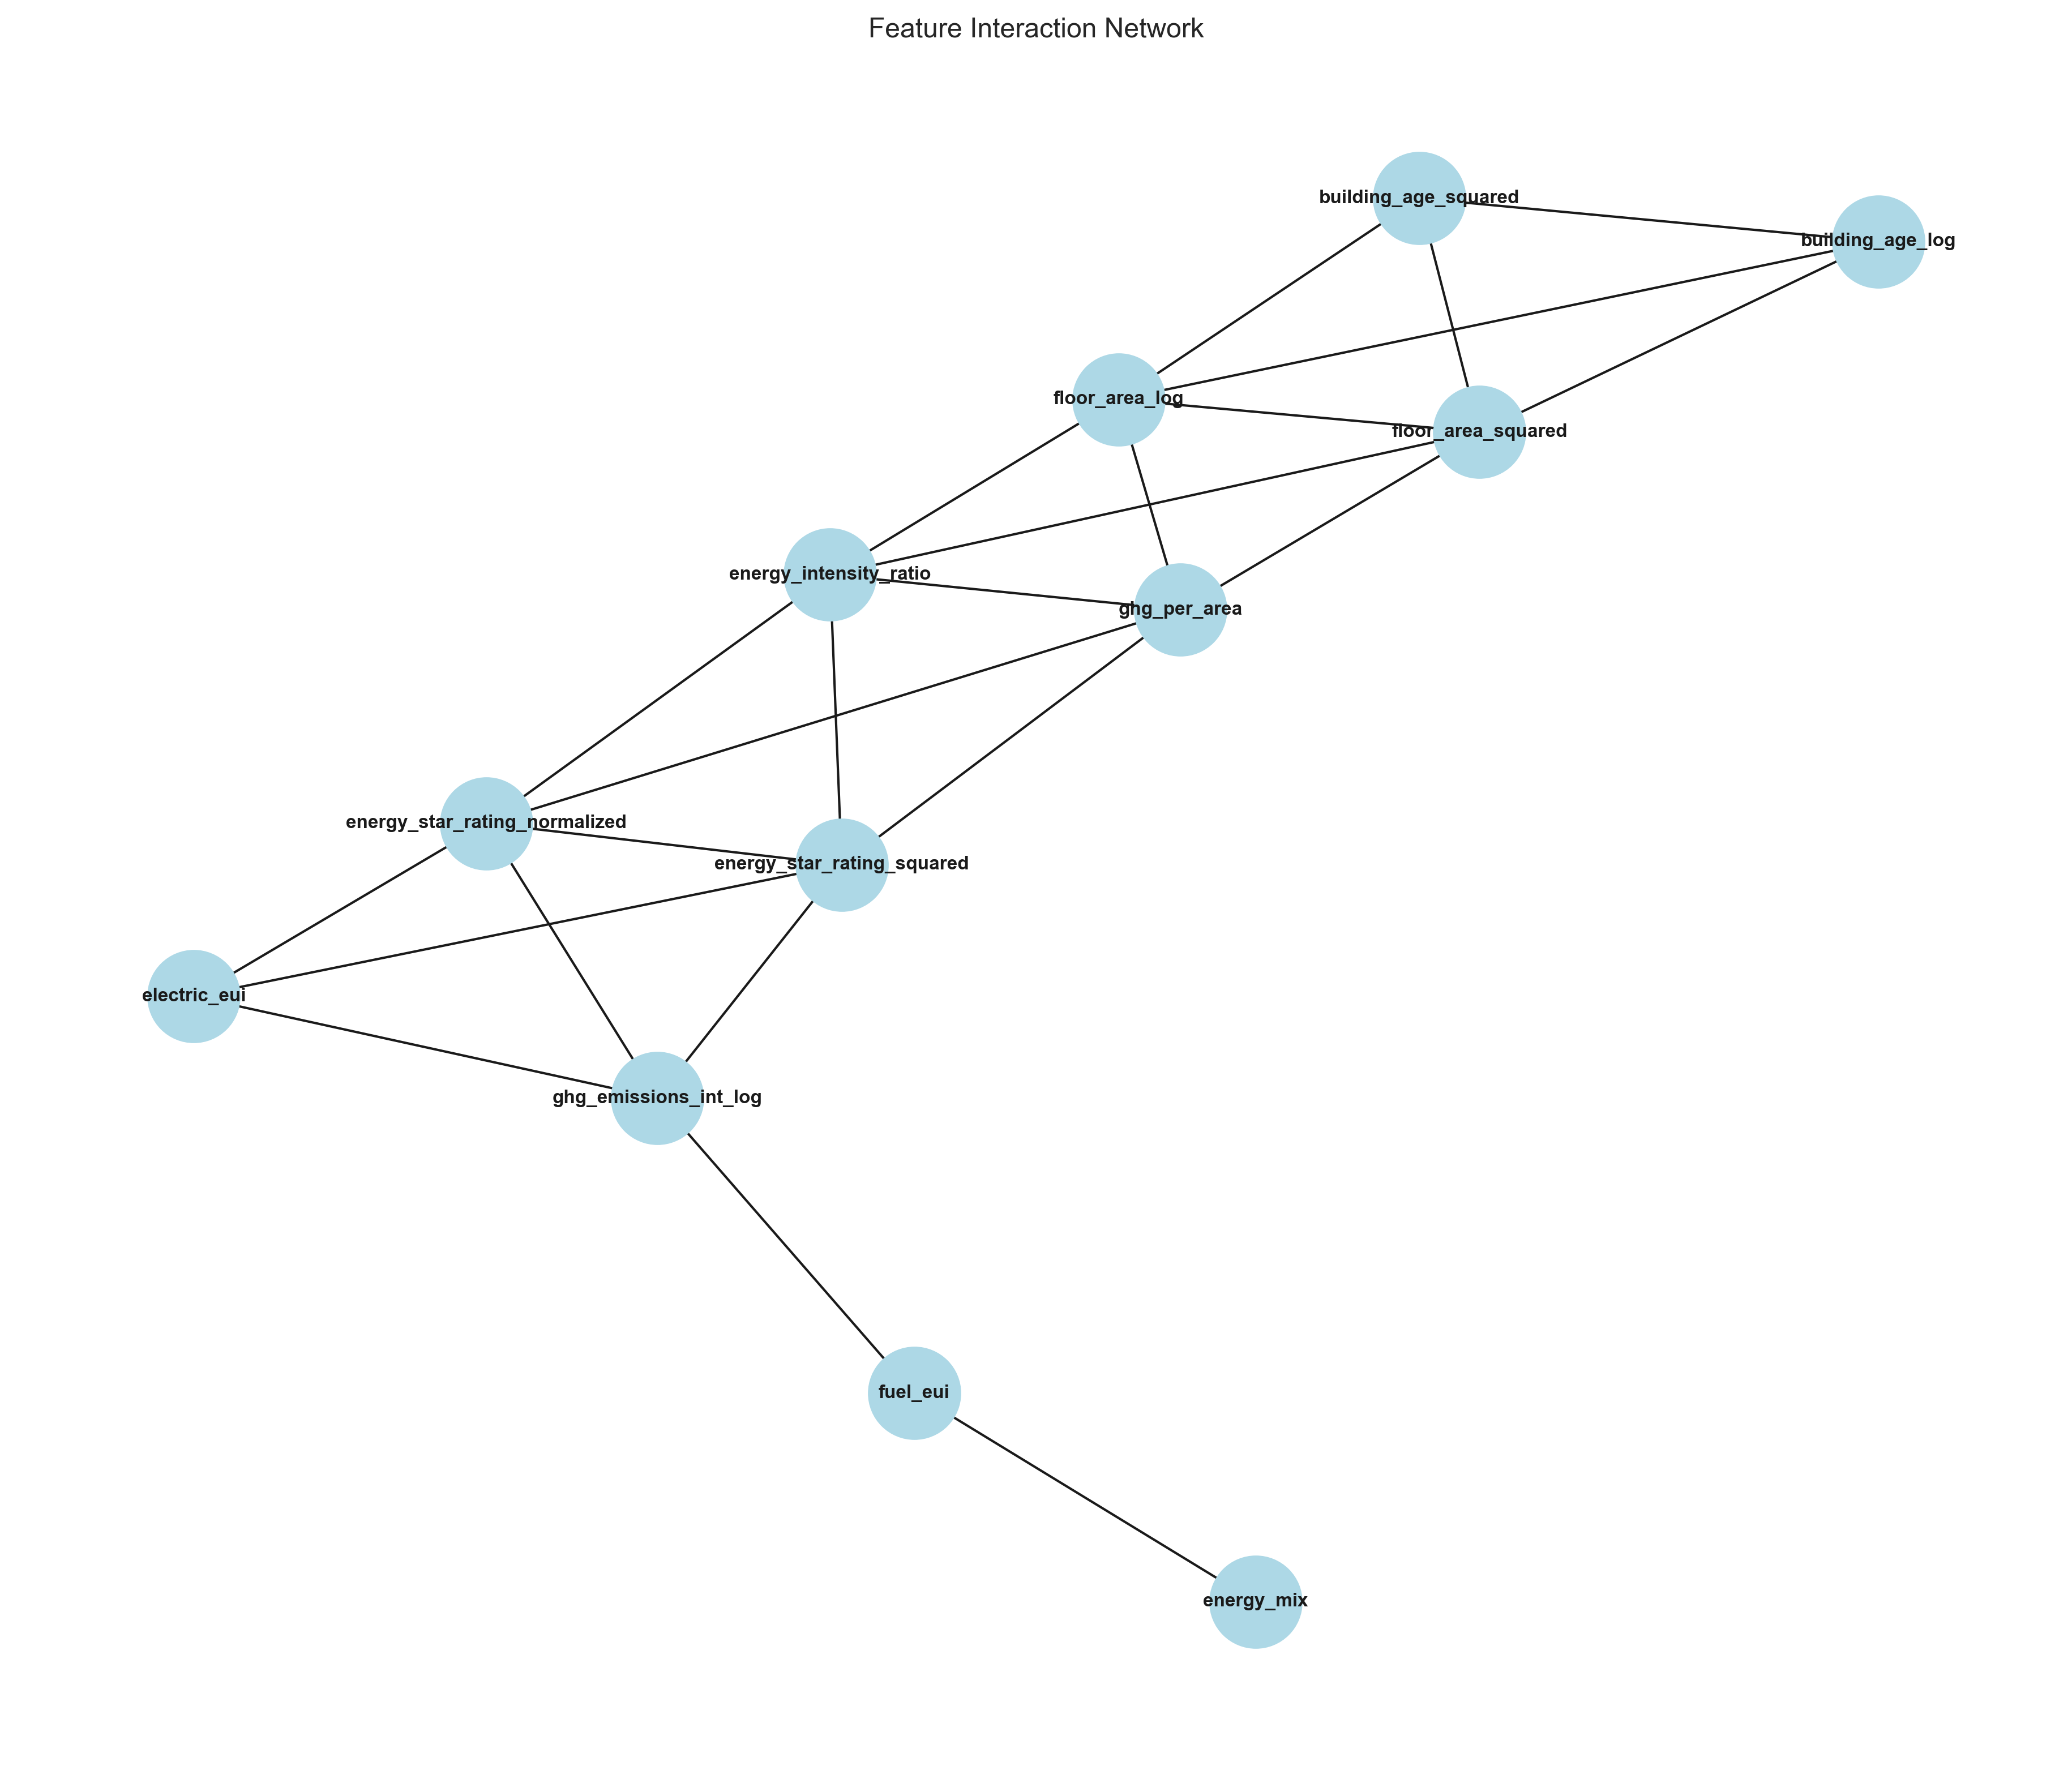 Feature Interaction Network
building_age_squared
building_age_log
floor_area_log
floor_area_squared
energy_intensity_ratio
ghg_per_area
energy_star_rating_normalized
energy_star_rating_squared
electric_eui
ghg_emissions_int_log
fuel_eui
energy_mix